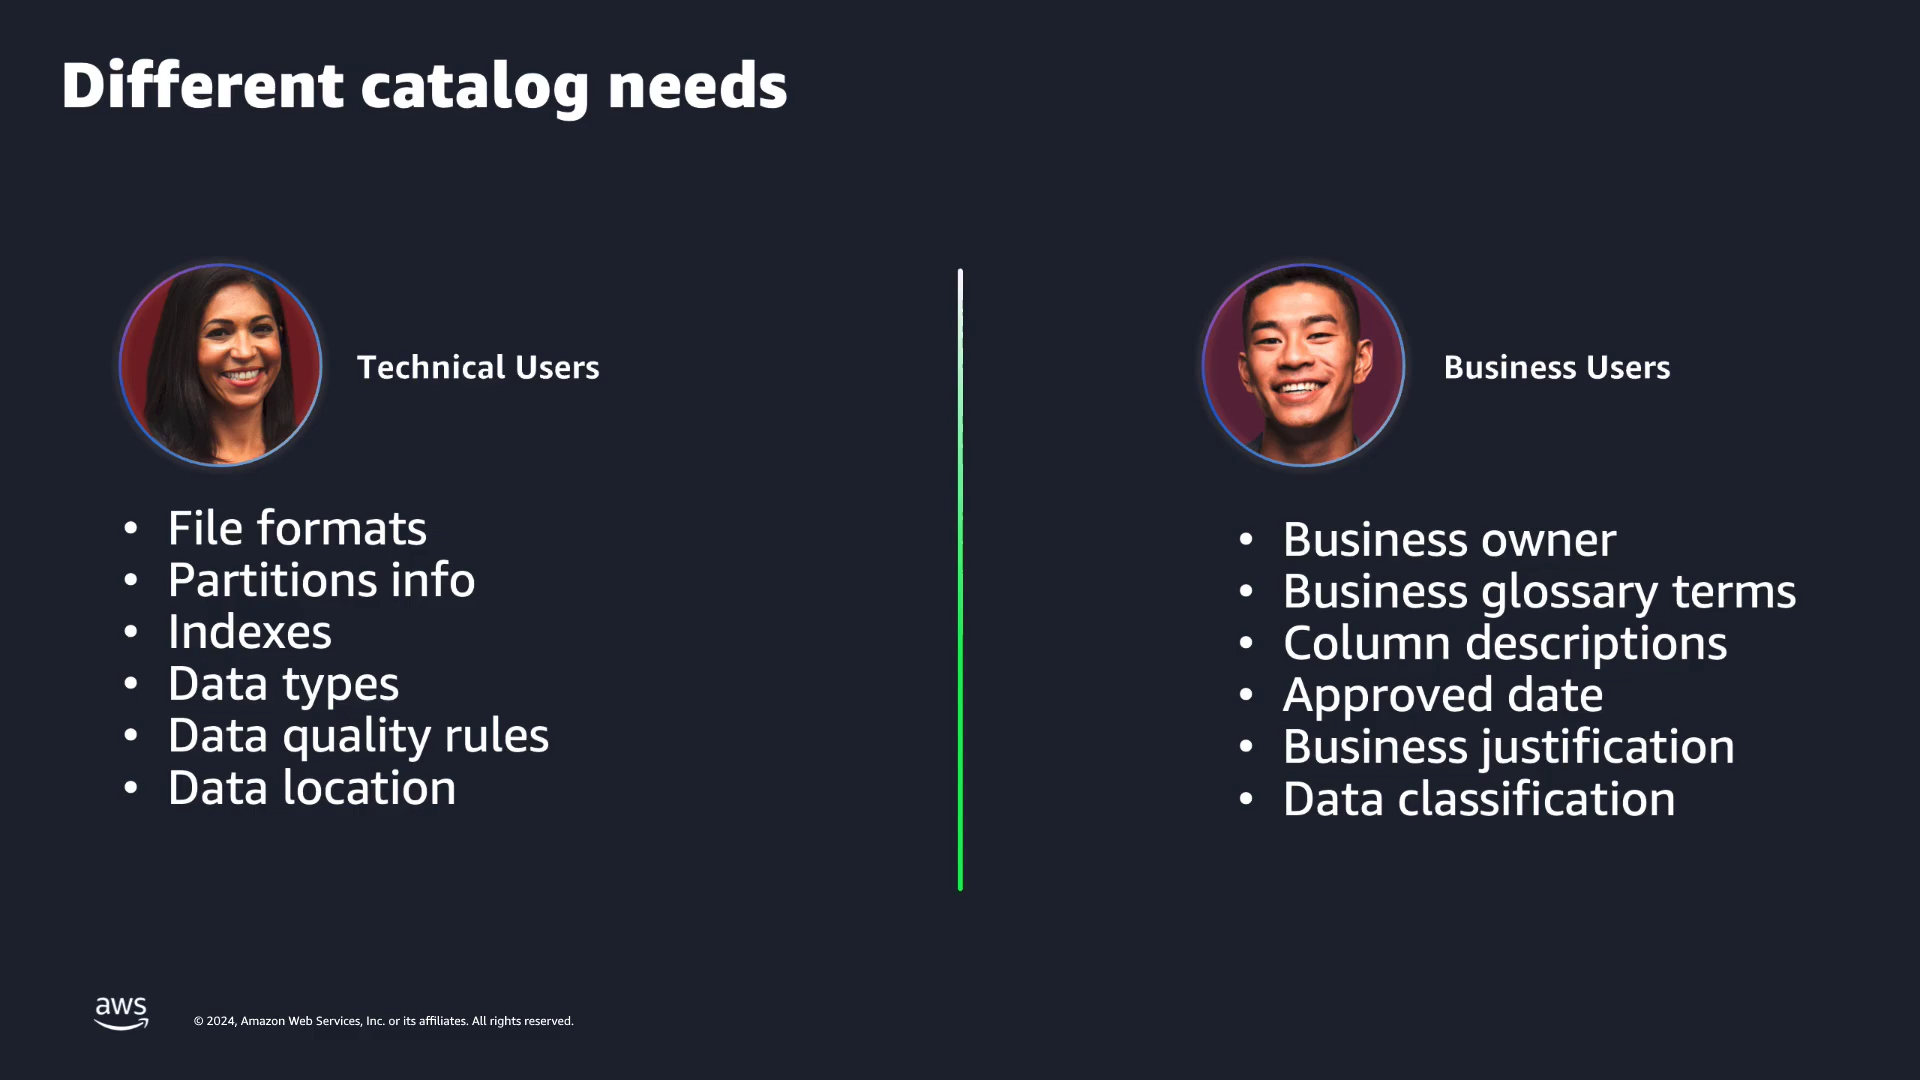 Different catalog needs
Technical Users
• File formats
• Partitions info
• Indexes
• Data types
• Data quality rules
• Data location
Business Users
• Business owner
• Business glossary terms
• Column descriptions
• Approved date
• Business justification
• Data classification
aws
© 2024, Amazon Web Services, Inc. or its affiliates. All rights reserved.